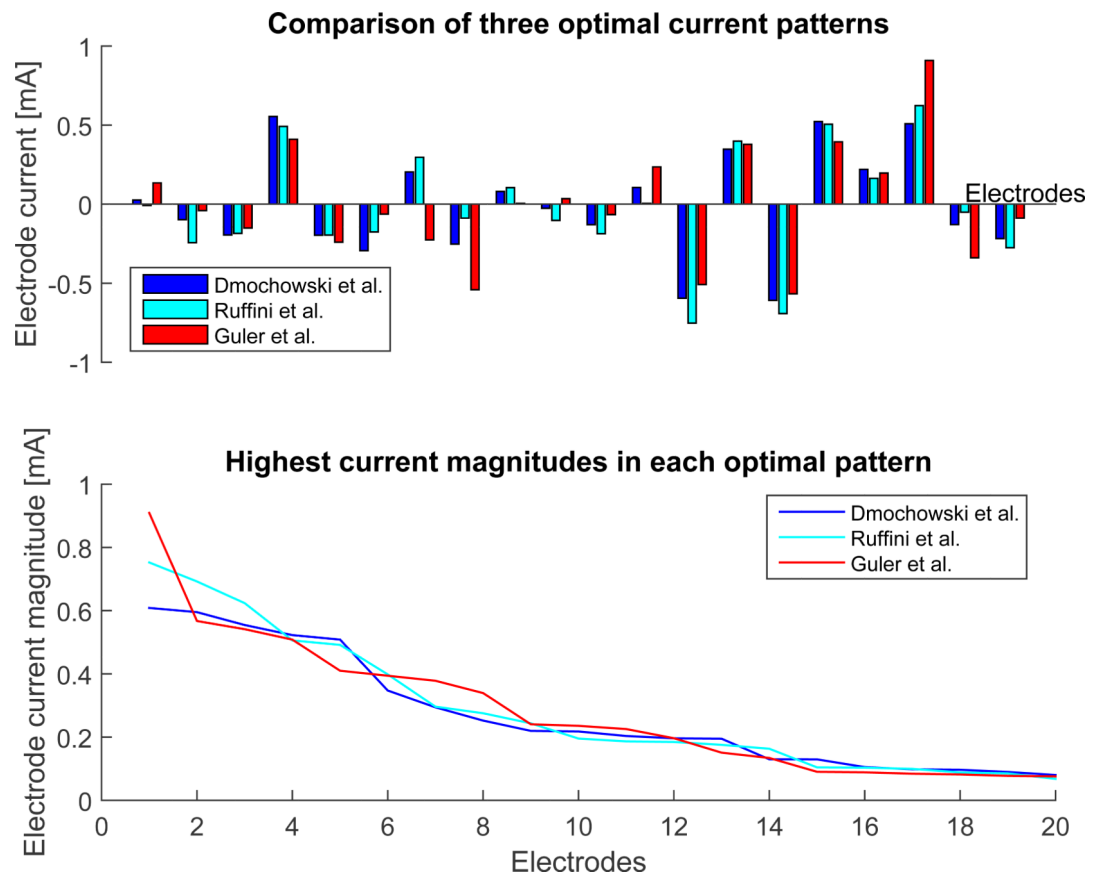 Comparison of three optimal current patterns
Electrode current [mA]
1
0.5
0
-0.5
-1
Electrodes
Dmochowski et al.
Ruffini et al.
Guler et al.
Highest current magnitudes in each optimal pattern
Electrode current magnitude [mA]
1
0.8
0.6
0.4
0.2
0
Dmochowski et al.
Ruffini et al.
Guler et al.
0 2 4 6 8 10 12 14 16 18 20
Electrodes